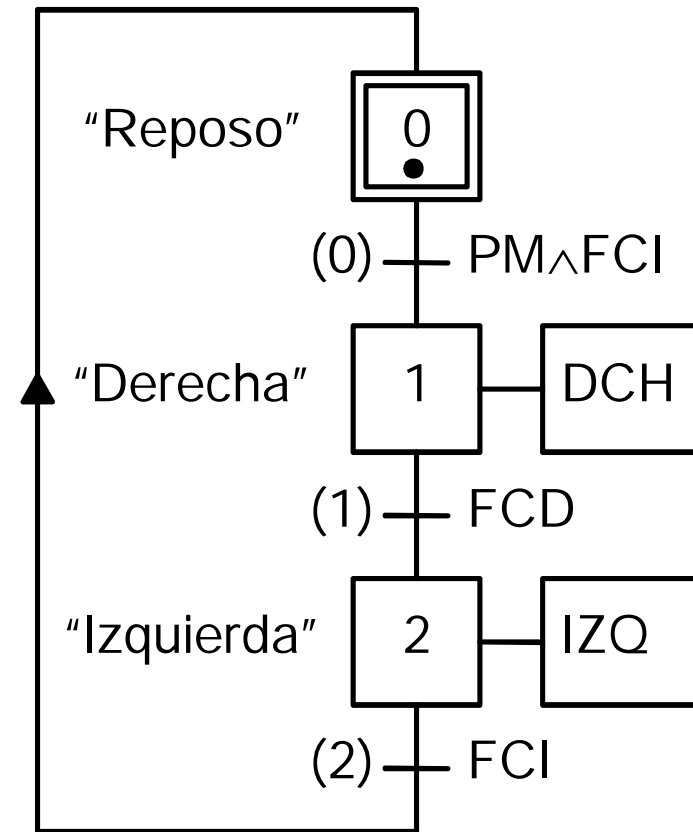 “Reposo” 0
(0) PM∧FCI
“Derecha” 1 DCH
(1) FCD
“Izquierda” 2 IZQ
(2) FCI